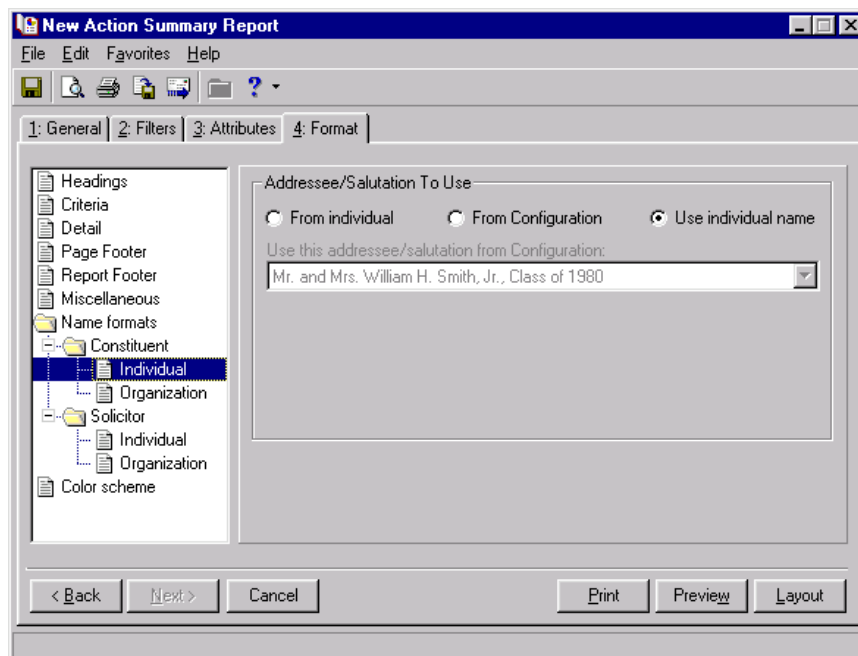 New Action Summary Report
File Edit Favorites Help
1: General 2: Filters 3: Attributes 4: Format
Headings
Criteria
Detail
Page Footer
Report Footer
Miscellaneous
Name formats
Constituent
Individual
Organization
Solicitor
Individual
Organization
Color scheme
Addressee/Salutation To Use
From individual From Configuration Use individual name
Use this addressee/salutation from Configuration:
Mr. and Mrs. William H. Smith, Jr., Class of 1980
< Back Next > Cancel Print Preview Layout